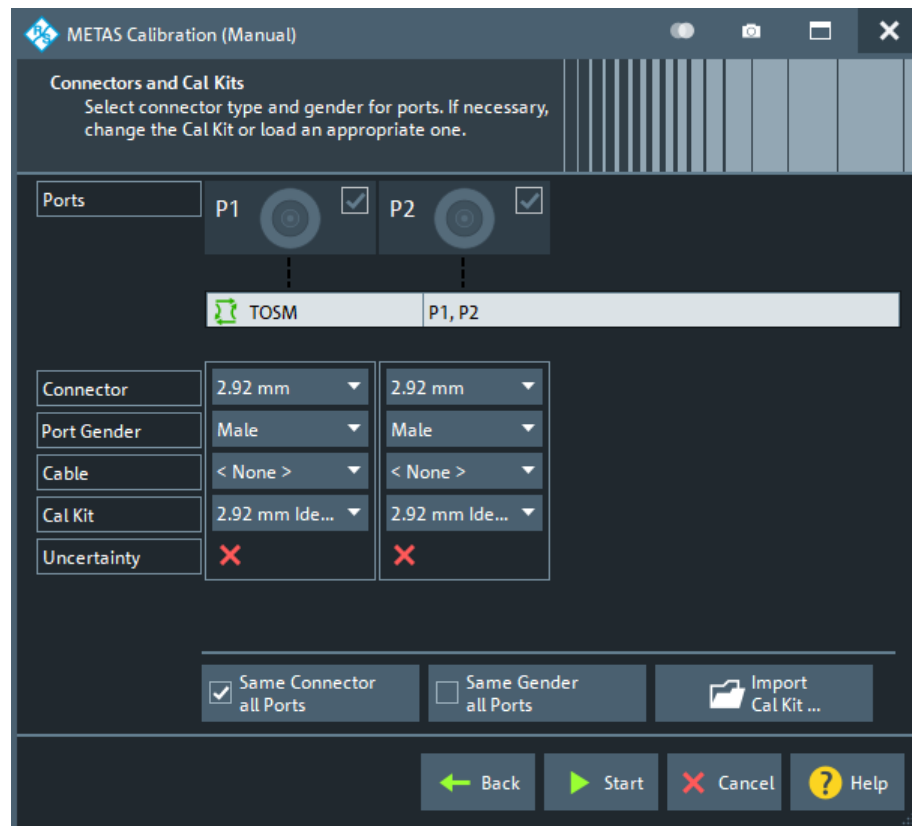 METAS Calibration (Manual)
Connectors and Cal Kits
Select connector type and gender for ports. If necessary,
change the Cal Kit or load an appropriate one.
Ports
P1
P2
TOSM
P1, P2
Connector
2.92 mm
2.92 mm
Port Gender
Male
Male
Cable
< None >
< None >
Cal Kit
2.92 mm Ide...
2.92 mm Ide...
Uncertainty
Same Connector
all Ports
Same Gender
all Ports
Import
Cal Kit ...
Back
Start
Cancel
? Help